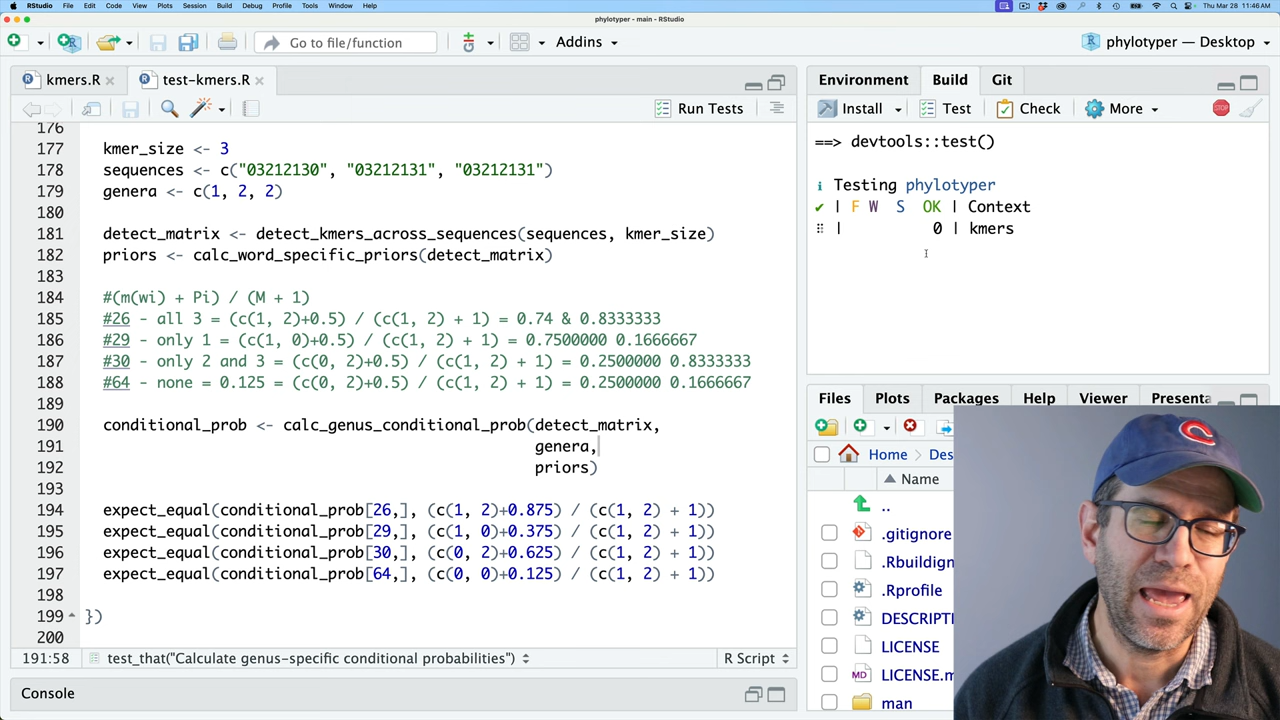 RStudio File Edit Code View Plots Session Build Debug Profile Tools Window Help
Thu Mar 28 11:46 AM
phylotyper - main - RStudio
Go to file/function
Addins
phylotyper — Desktop
kmers.R
test-kmers.R
Run Tests
176
177 kmer_size <- 3
178 sequences <- c("03212130", "03212131", "03212131")
179 genera <- c(1, 2, 2)
180
181 detect_matrix <- detect_kmers_across_sequences(sequences, kmer_size)
182 priors <- calc_word_specific_priors(detect_matrix)
183
184 #(m(wi) + Pi) / (M + 1)
185 #26 - all 3 = (c(1, 2)+0.5) / (c(1, 2) + 1) = 0.74 & 0.8333333
186 #29 - only 1 = (c(1, 0)+0.5) / (c(1, 2) + 1) = 0.7500000 0.1666667
187 #30 - only 2 and 3 = (c(0, 2)+0.5) / (c(1, 2) + 1) = 0.2500000 0.8333333
188 #64 - none = 0.125 = (c(0, 2)+0.5) / (c(1, 2) + 1) = 0.2500000 0.1666667
189
190 conditional_prob <- calc_genus_conditional_prob(detect_matrix,
191 genera,
192 priors)
193
194 expect_equal(conditional_prob[26,], (c(1, 2)+0.875) / (c(1, 2) + 1))
195 expect_equal(conditional_prob[29,], (c(1, 0)+0.375) / (c(1, 2) + 1))
196 expect_equal(conditional_prob[30,], (c(0, 2)+0.625) / (c(1, 2) + 1))
197 expect_equal(conditional_prob[64,], (c(0, 0)+0.125) / (c(1, 2) + 1))
198
199 })
200
191:58 test_that("Calculate genus-specific conditional probabilities") R Script
Console
Environment Build Git
Install Test Check More
STOP
==> devtools::test()
i Testing phylotyper
✔ | F W S OK | Context
⠿ | 0 | kmers
Files Plots Packages Help Viewer Presenta
Home Des
Name
..
.gitignore
.Rbuildign
.Rprofile
DESCRIPTI
LICENSE
LICENSE.m
man